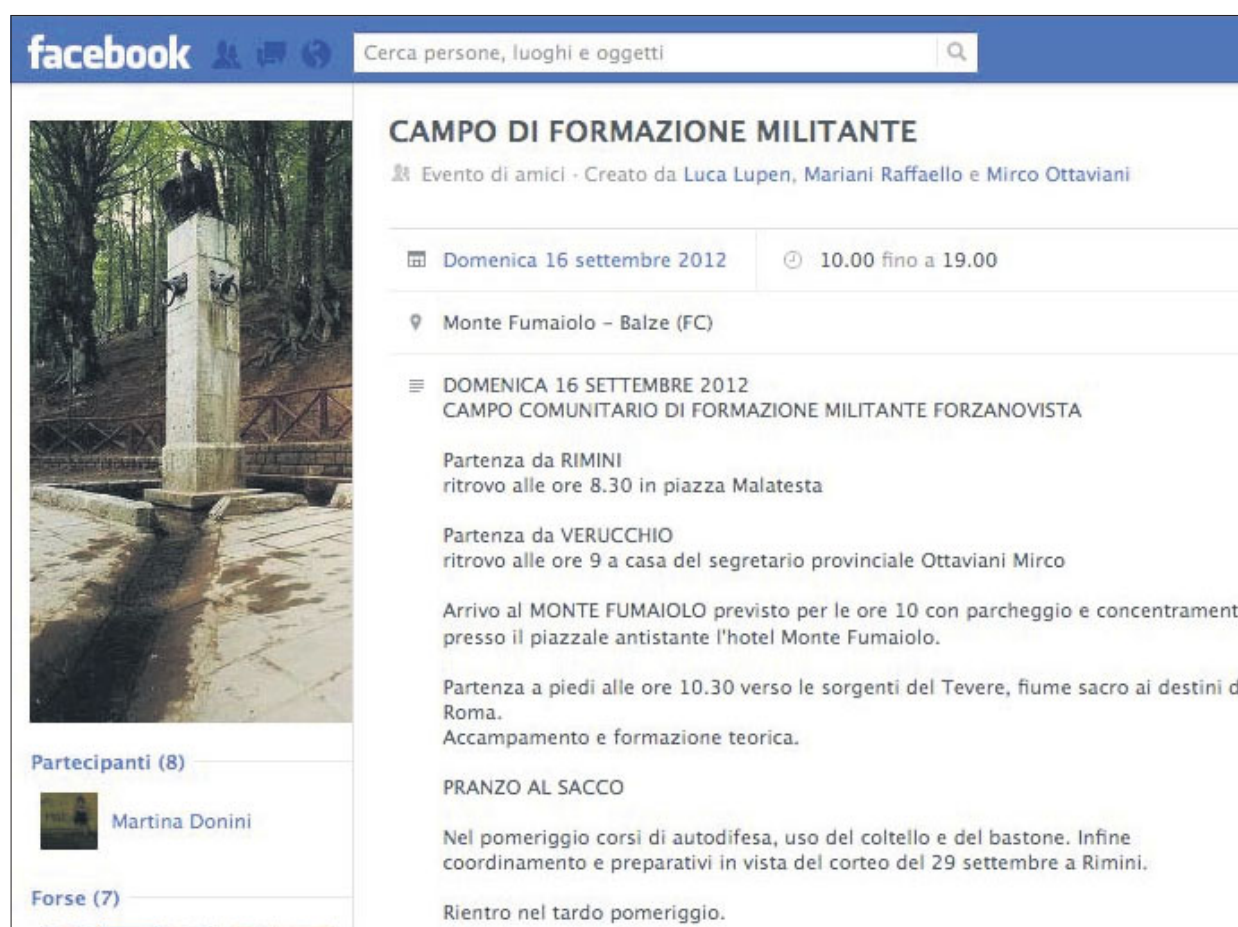 facebook
Cerca persone, luoghi e oggetti
CAMPO DI FORMAZIONE MILITANTE
Evento di amici · Creato da Luca Lupen, Mariani Raffaello e Mirco Ottaviani
Domenica 16 settembre 2012
10.00 fino a 19.00
Monte Fumaiolo – Balze (FC)
DOMENICA 16 SETTEMBRE 2012
CAMPO COMUNITARIO DI FORMAZIONE MILITANTE FORZANOVISTA
Partenza da RIMINI
ritrovo alle ore 8.30 in piazza Malatesta
Partenza da VERUCCHIO
ritrovo alle ore 9 a casa del segretario provinciale Ottaviani Mirco
Arrivo al MONTE FUMAIOLO previsto per le ore 10 con parcheggio e concentrament
presso il piazzale antistante l'hotel Monte Fumaiolo.
Partenza a piedi alle ore 10.30 verso le sorgenti del Tevere, fiume sacro ai destini d
Roma.
Accampamento e formazione teorica.
PRANZO AL SACCO
Nel pomeriggio corsi di autodifesa, uso del coltello e del bastone. Infine
coordinamento e preparativi in vista del corteo del 29 settembre a Rimini.
Rientro nel tardo pomeriggio.
Partecipanti (8)
Martina Donini
Forse (7)